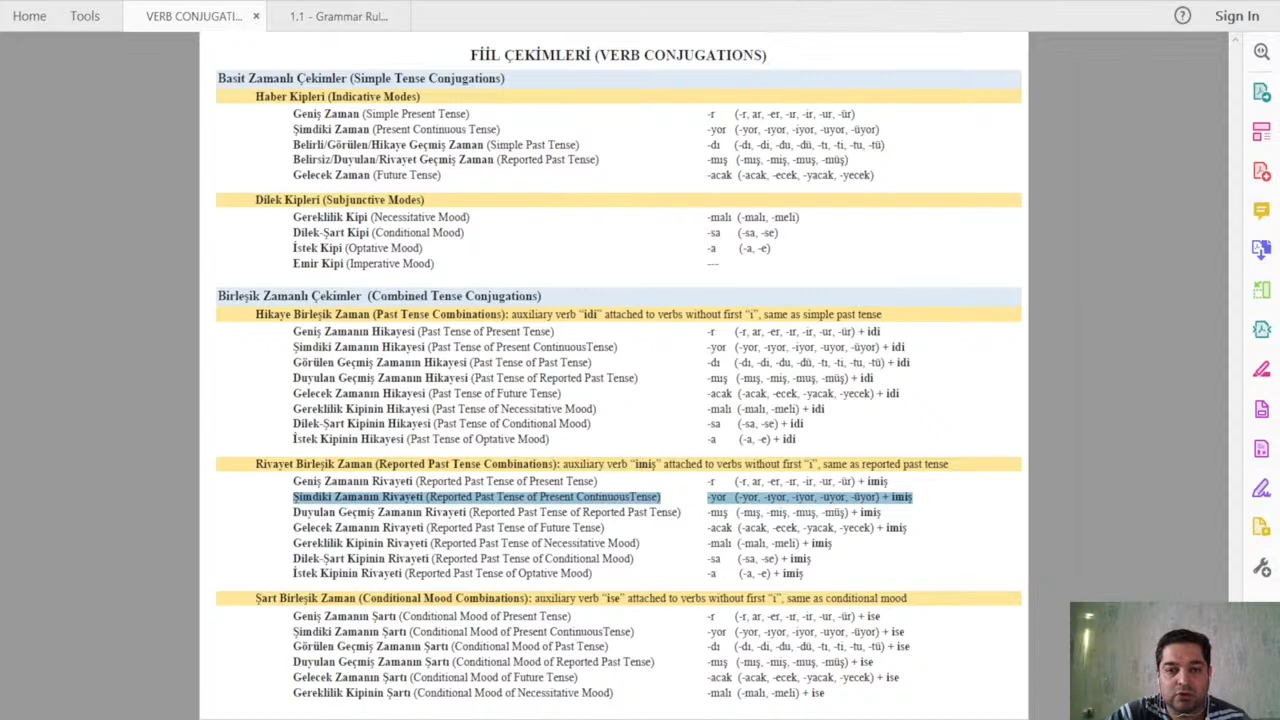 Home Tools VERB CONJUGATI... × 1.1 - Grammar Rul... ? Sign In
FİİL ÇEKİMLERİ (VERB CONJUGATIONS)
Basit Zamanlı Çekimler (Simple Tense Conjugations)
Haber Kipleri (Indicative Modes)
Geniş Zaman (Simple Present Tense) -r (-r, ar, -er, -ır, -ir, -ur, -ür)
Şimdiki Zaman (Present Continuous Tense) -yor (-yor, -ıyor, -iyor, -uyor, -üyor)
Belirli/Görülen/Hikaye Geçmiş Zaman (Simple Past Tense) -dı (-dı, -di, -du, -dü, -tı, -ti, -tu, -tü)
Belirsiz/Duyulan/Rivayet Geçmiş Zaman (Reported Past Tense) -mış (-mış, -miş, -muş, -müş)
Gelecek Zaman (Future Tense) -acak (-acak, -ecek, -yacak, -yecek)
Dilek Kipleri (Subjunctive Modes)
Gereklilik Kipi (Necessitative Mood) -malı (-malı, -meli)
Dilek-Şart Kipi (Conditional Mood) -sa (-sa, -se)
İstek Kipi (Optative Mood) -a (-a, -e)
Emir Kipi (Imperative Mood) ---
Birleşik Zamanlı Çekimler (Combined Tense Conjugations)
Hikaye Birleşik Zaman (Past Tense Combinations): auxiliary verb “idi” attached to verbs without first “i”, same as simple past tense
Geniş Zamanın Hikayesi (Past Tense of Present Tense) -r (-r, ar, -er, -ır, -ir, -ur, -ür) + idi
Şimdiki Zamanın Hikayesi (Past Tense of Present ContinuousTense) -yor (-yor, -ıyor, -iyor, -uyor, -üyor) + idi
Görülen Geçmiş Zamanın Hikayesi (Past Tense of Past Tense) -dı (-dı, -di, -du, -dü, -tı, -ti, -tu, -tü) + idi
Duyulan Geçmiş Zamanın Hikayesi (Past Tense of Reported Past Tense) -mış (-mış, -miş, -muş, -müş) + idi
Gelecek Zamanın Hikayesi (Past Tense of Future Tense) -acak (-acak, -ecek, -yacak, -yecek) + idi
Gereklilik Kipinin Hikayesi (Past Tense of Necessitative Mood) -malı (-malı, -meli) + idi
Dilek-Şart Kipinin Hikayesi (Past Tense of Conditional Mood) -sa (-sa, -se) + idi
İstek Kipinin Hikayesi (Past Tense of Optative Mood) -a (-a, -e) + idi
Rivayet Birleşik Zaman (Reported Past Tense Combinations): auxiliary verb “imiş” attached to verbs without first “i”, same as reported past tense
Geniş Zamanın Rivayeti (Reported Past Tense of Present Tense) -r (-r, ar, -er, -ır, -ir, -ur, -ür) + imiş
Şimdiki Zamanın Rivayeti (Reported Past Tense of Present ContinuousTense) -yor (-yor, -ıyor, -iyor, -uyor, -üyor) + imiş
Duyulan Geçmiş Zamanın Rivayeti (Reported Past Tense of Reported Past Tense) -mış (-mış, -miş, -muş, -müş) + imiş
Gelecek Zamanın Rivayeti (Reported Past Tense of Future Tense) -acak (-acak, -ecek, -yacak, -yecek) + imiş
Gereklilik Kipinin Rivayeti (Reported Past Tense of Necessitative Mood) -malı (-malı, -meli) + imiş
Dilek-Şart Kipinin Rivayeti (Reported Past Tense of Conditional Mood) -sa (-sa, -se) + imiş
İstek Kipinin Rivayeti (Reported Past Tense of Optative Mood) -a (-a, -e) + imiş
Şart Birleşik Zaman (Conditional Mood Combinations): auxiliary verb “ise” attached to verbs without first “i”, same as conditional mood
Geniş Zamanın Şartı (Conditional Mood of Present Tense) -r (-r, ar, -er, -ır, -ir, -ur, -ür) + ise
Şimdiki Zamanın Şartı (Conditional Mood of Present ContinuousTense) -yor (-yor, -ıyor, -iyor, -uyor, -üyor) + ise
Görülen Geçmiş Zamanın Şartı (Conditional Mood of Past Tense) -dı (-dı, -di, -du, -dü, -tı, -ti, -tu, -tü) + ise
Duyulan Geçmiş Zamanın Şartı (Conditional Mood of Reported Past Tense) -mış (-mış, -miş, -muş, -müş) + ise
Gelecek Zamanın Şartı (Conditional Mood of Future Tense) -acak (-acak, -ecek, -yacak, -yecek) + ise
Gereklilik Kipinin Şartı (Conditional Mood of Necessitative Mood) -malı (-malı, -meli) + ise